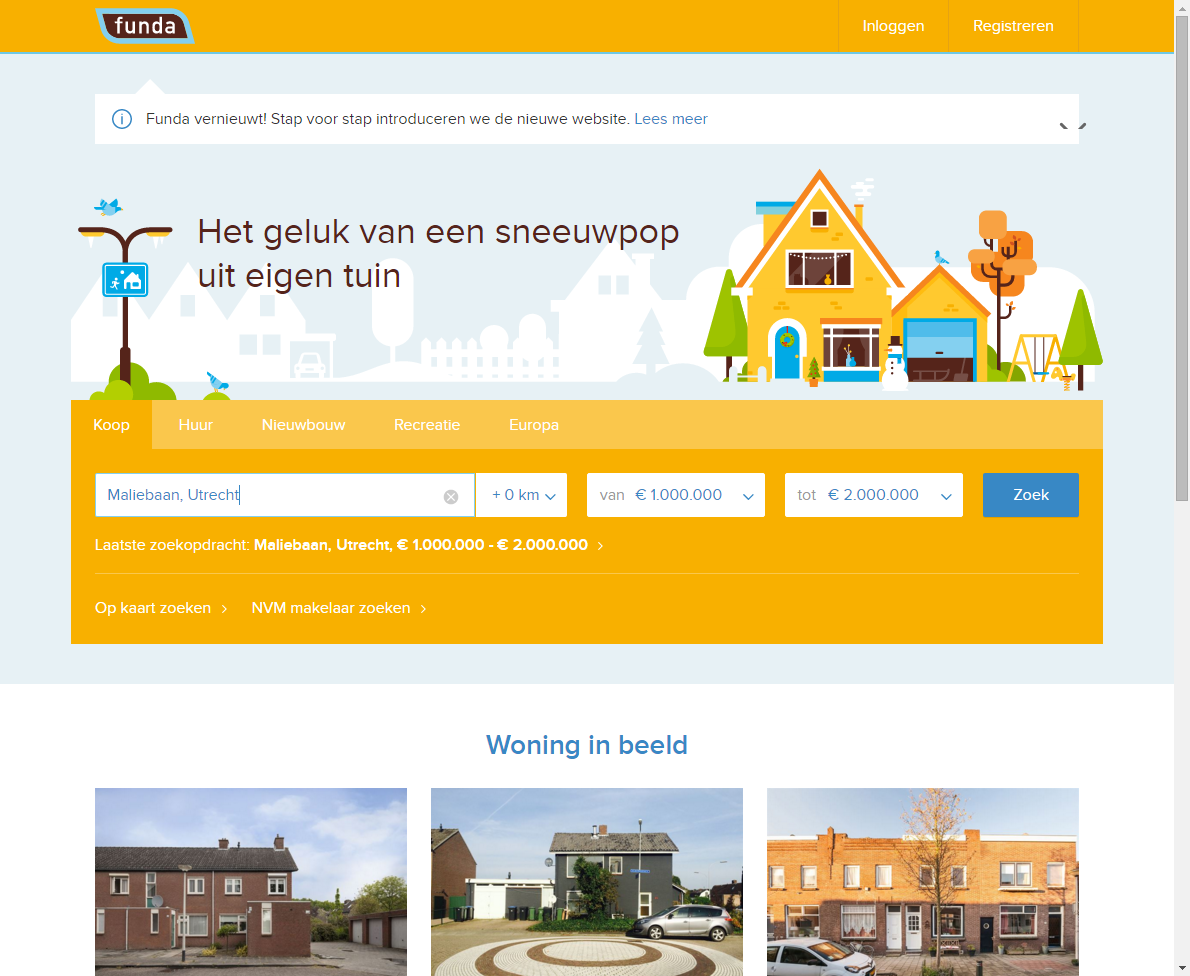 funda
Inloggen
Registreren
Funda vernieuwt! Stap voor stap introduceren we de nieuwe website. Lees meer
Het geluk van een sneeuwpop
uit eigen tuin
Koop
Huur
Nieuwbouw
Recreatie
Europa
Maliebaan, Utrecht
+ 0 km
van € 1.000.000
tot € 2.000.000
Zoek
Laatste zoekopdracht: Maliebaan, Utrecht, € 1.000.000 - € 2.000.000
Op kaart zoeken
NVM makelaar zoeken
Woning in beeld